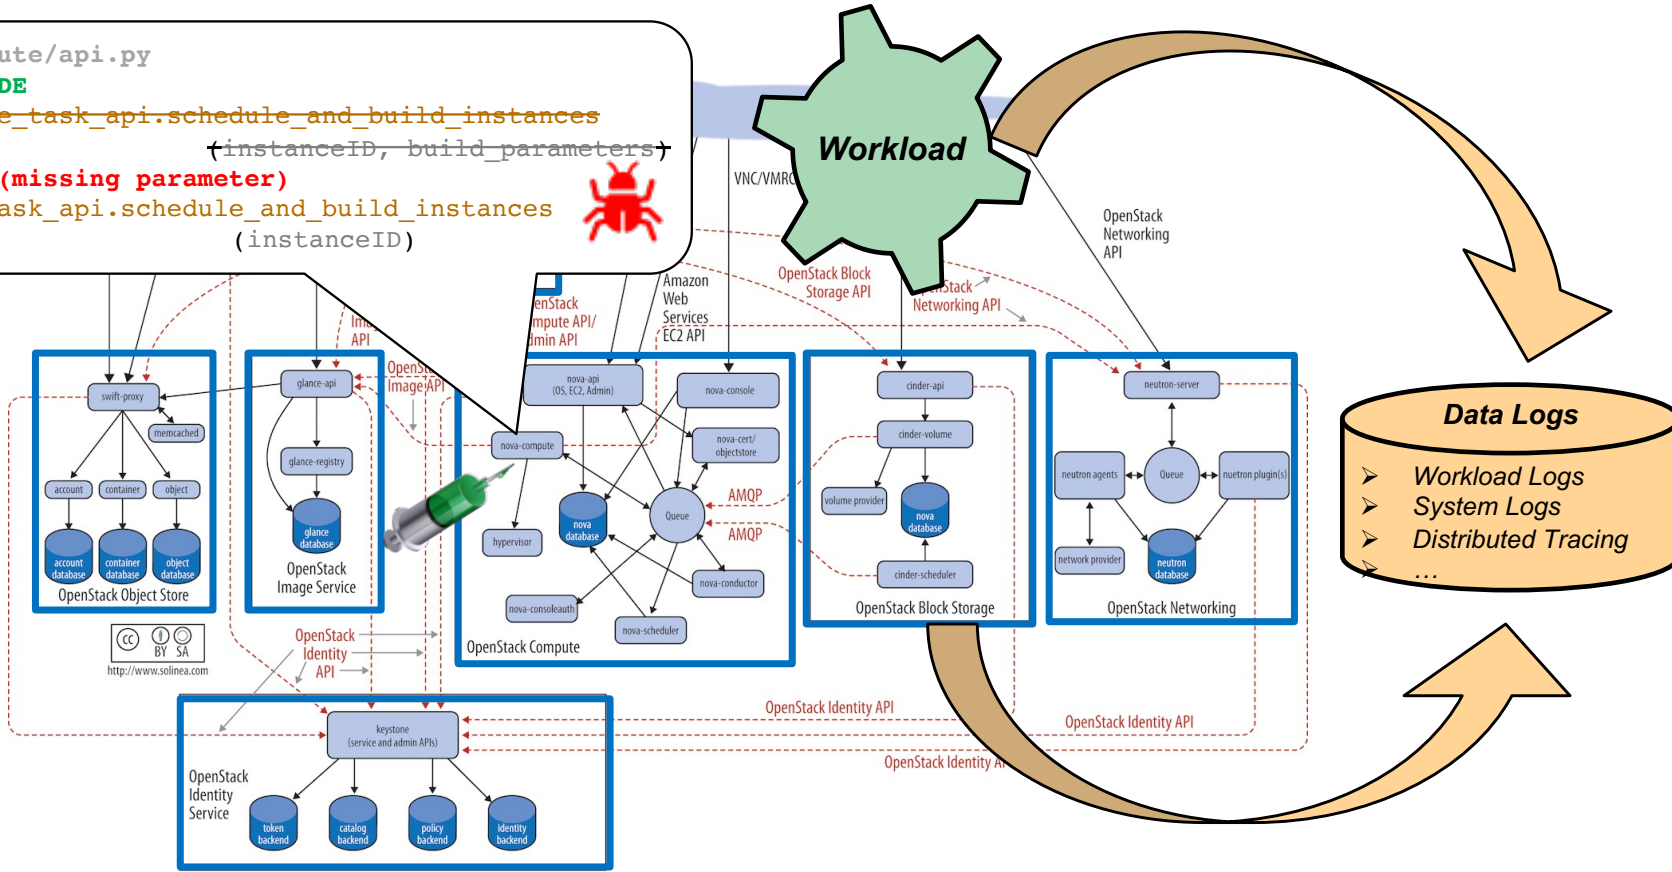 ute/api.py
DE
e_task_api.schedule_and_build_instances
(instanceID, build_parameters)
(missing parameter)
ask_api.schedule_and_build_instances
(instanceID)
Workload
VNC/VMRC
OpenStack
Networking
API
OpenStack Block
Storage API
Networking API
Amazon
Web
Services
EC2 API
enStack
mpute API/
dmin API
API
Image API
swift-proxy
memcached
account
container
object
account
database
container
database
object
database
OpenStack Object Store
glance-api
glance-registry
glance
database
OpenStack
Image Service
nova-api
(OS, EC2, Admin)
nova-console
nova-compute
nova-cert/
objectstore
nova
database
Queue
hypervisor
nova-conductor
nova-consoleauth
nova-scheduler
OpenStack Compute
AMQP
AMQP
cinder-api
cinder-volume
volume provider
nova
database
cinder-scheduler
OpenStack Block Storage
neutron-server
neutron agents
Queue
nuetron plugin(s)
network provider
neutron
database
OpenStack Networking
Data Logs
➢ Workload Logs
➢ System Logs
➢ Distributed Tracing
➢ …
cc
BY SA
http://www.solinea.com
OpenStack
Identity
API
OpenStack Identity API
OpenStack Identity API
OpenStack Identity A
keystone
(service and admin APIs)
OpenStack
Identity
Service
token
backend
catalog
backend
policy
backend
identity
backend